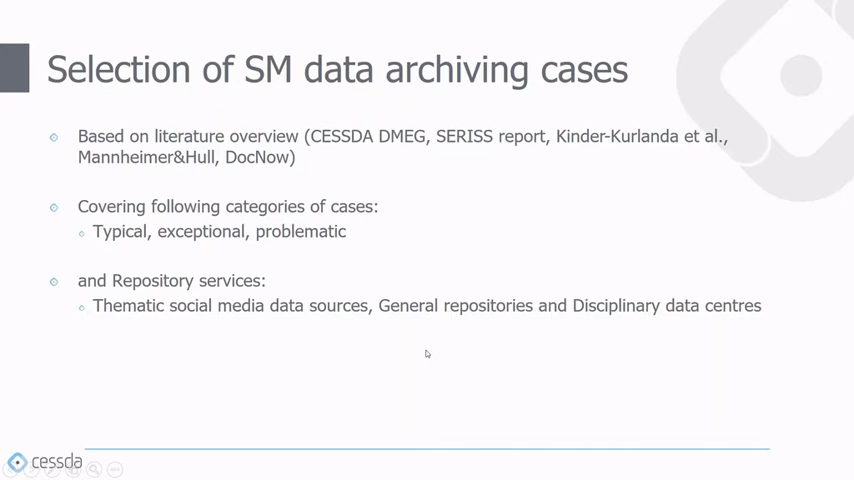 Selection of SM data archiving cases
Based on literature overview (CESSDA DMEG, SERISS report, Kinder-Kurlanda et al.,
Mannheimer&Hull, DocNow)
Covering following categories of cases:
Typical, exceptional, problematic
and Repository services:
Thematic social media data sources, General repositories and Disciplinary data centres
cessda